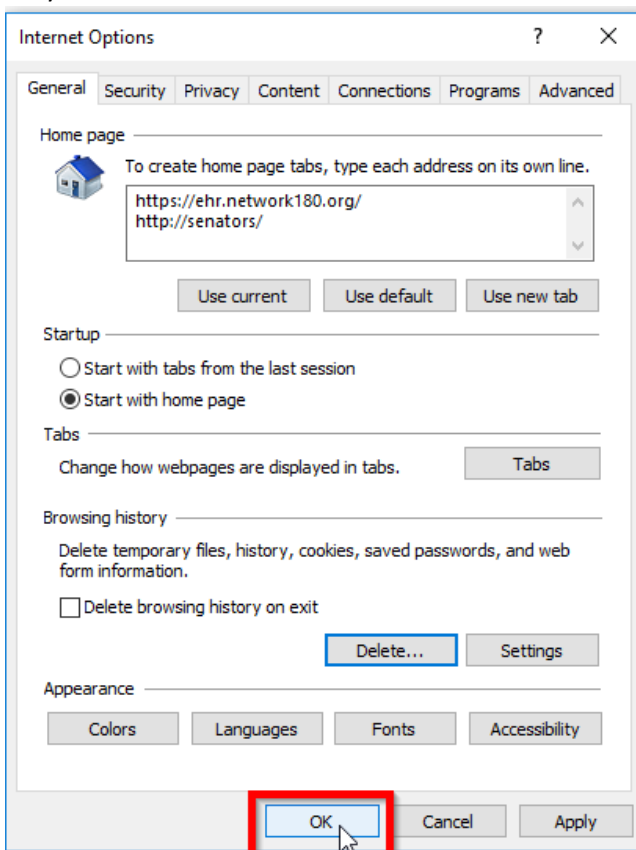 Internet Options ?
General Security Privacy Content Connections Programs Advanced
Home page
To create home page tabs, type each address on its own line.
https://ehr.network180.org/
http://senators/
Use current Use default Use new tab
Startup
Start with tabs from the last session
Start with home page
Tabs
Change how webpages are displayed in tabs. Tabs
Browsing history
Delete temporary files, history, cookies, saved passwords, and web
form information.
Delete browsing history on exit
Delete... Settings
Appearance
Colors Languages Fonts Accessibility
OK Cancel Apply